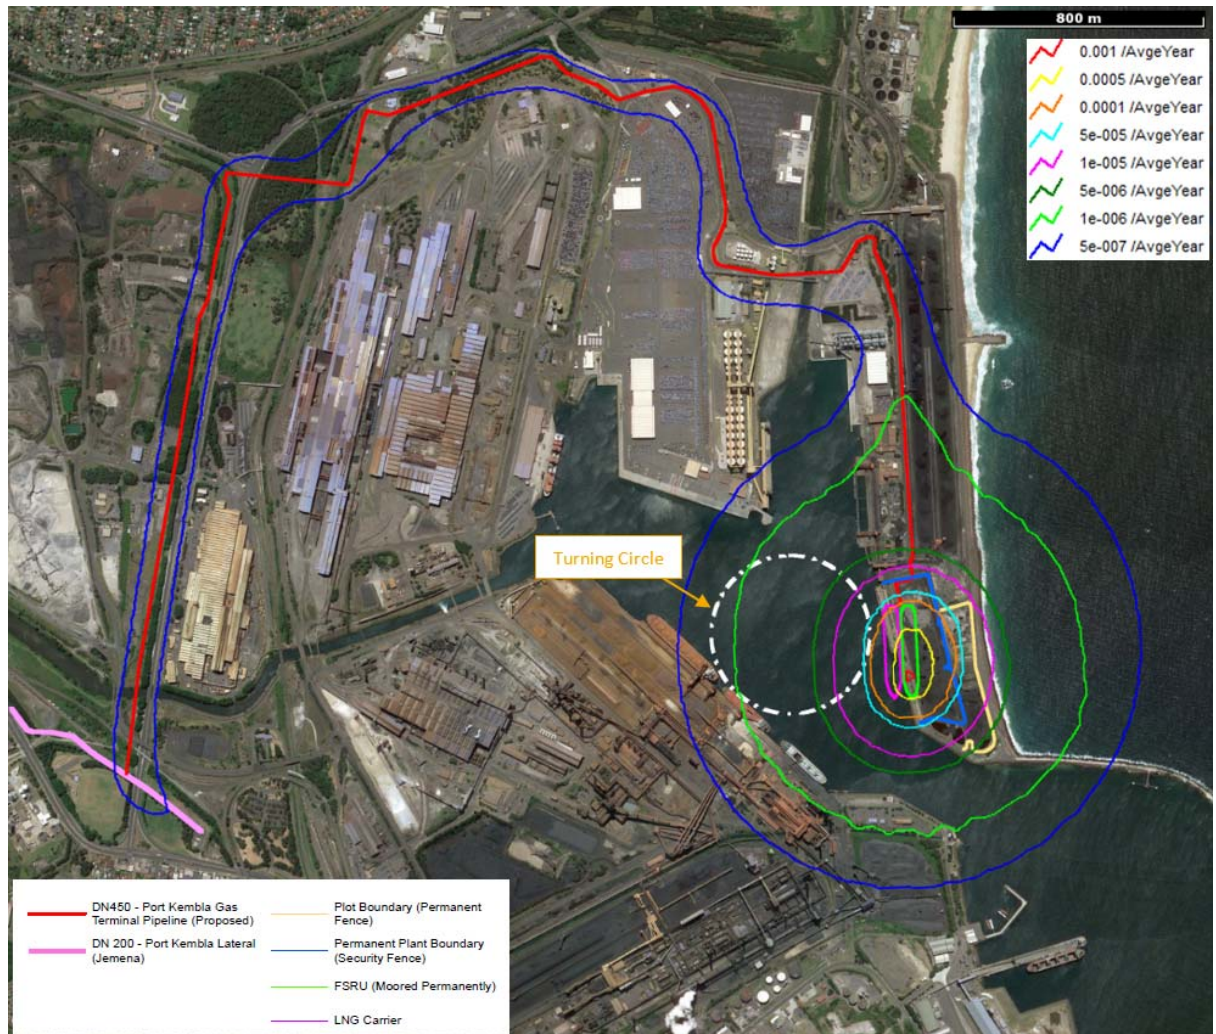 800 m
0.001 /AvgeYear
0.0005 /AvgeYear
0.0001 /AvgeYear
5e-005 /AvgeYear
1e-005 /AvgeYear
5e-006 /AvgeYear
1e-006 /AvgeYear
5e-007 /AvgeYear
Turning Circle
DN450 - Port Kembla Gas
Terminal Pipeline (Proposed)
DN 200 - Port Kembla Lateral
(Jemena)
Plot Boundary (Permanent
Fence)
Permanent Plant Boundary
(Security Fence)
FSRU (Moored Permanently)
LNG Carrier